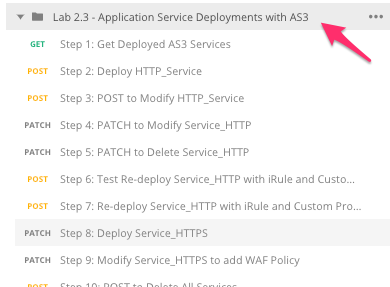 Lab 2.3 - Application Service Deployments with AS3
GET Step 1: Get Deployed AS3 Services
POST Step 2: Deploy HTTP_Service
POST Step 3: POST to Modify HTTP_Service
PATCH Step 4: PATCH to Modify Service_HTTP
PATCH Step 5: PATCH to Delete Service_HTTP
POST Step 6: Test Re-deploy Service_HTTP with iRule and Custo...
POST Step 7: Re-deploy Service_HTTP with iRule and Custom Pro...
PATCH Step 8: Deploy Service_HTTPS
PATCH Step 9: Modify Service_HTTPS to add WAF Policy
POST Step 10: POST to Delete All Services